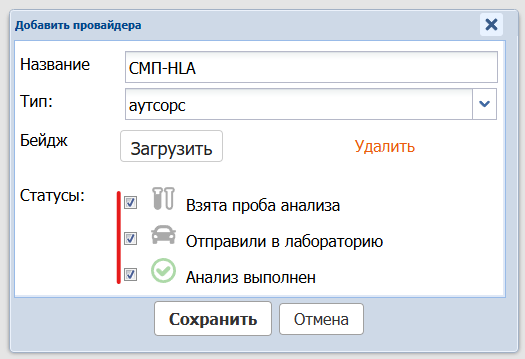 Добавить провайдера
Название СМП-HLA
Тип: аутсорс
Бейдж Загрузить Удалить
Статусы:
Взята проба анализа
Отправили в лабораторию
Анализ выполнен
Сохранить Отмена